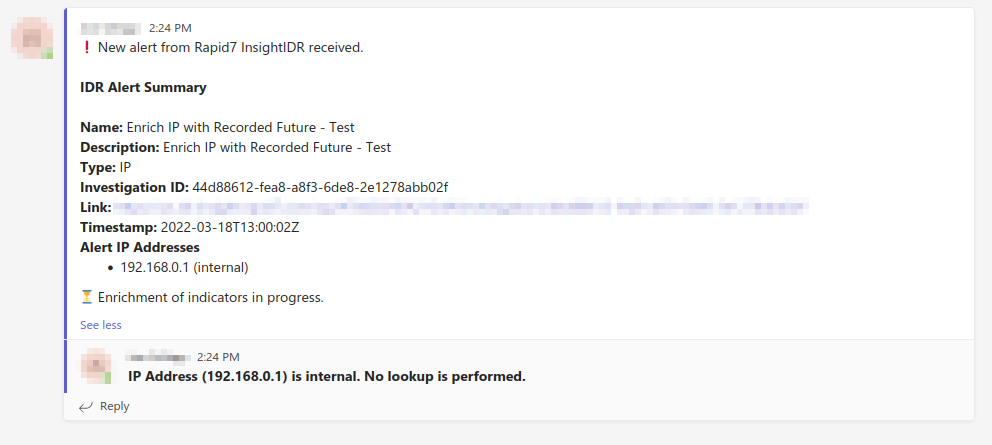 2:24 PM
❗ New alert from Rapid7 InsightIDR received.
IDR Alert Summary
Name: Enrich IP with Recorded Future - Test
Description: Enrich IP with Recorded Future - Test
Type: IP
Investigation ID: 44d88612-fea8-a8f3-6de8-2e1278abb02f
Link:
Timestamp: 2022-03-18T13:00:02Z
Alert IP Addresses
• 192.168.0.1 (internal)
⏳ Enrichment of indicators in progress.
See less
2:24 PM
IP Address (192.168.0.1) is internal. No lookup is performed.
Reply